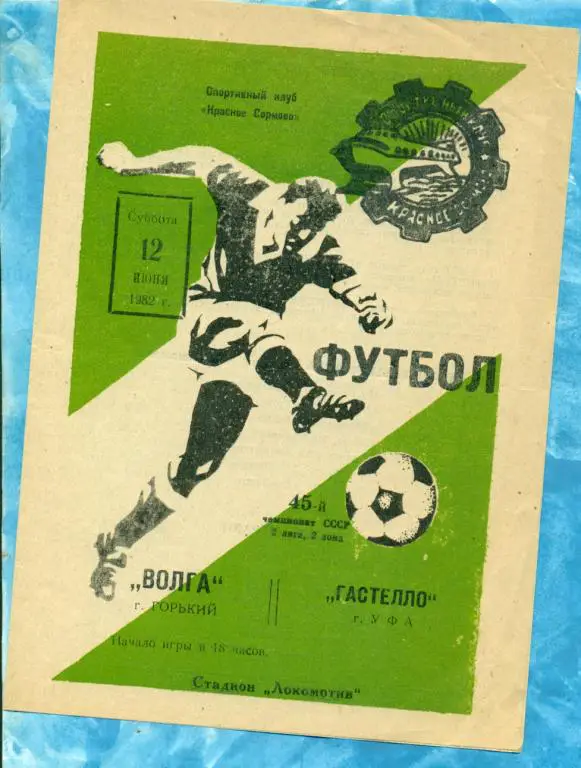 Спортивный клуб
«Красное Сормово»
КРАСНОЕ
Суббота
12
июня
1982 г.
ФУТБОЛ
45-й
чемпионат СССР
2 лига, 2 зона
„ВОЛГА“
г. ГОРЬКИЙ
„ГАСТЕЛЛО“
г. УФА
Начало игры в 18 часов.
Стадион „Локомотив“